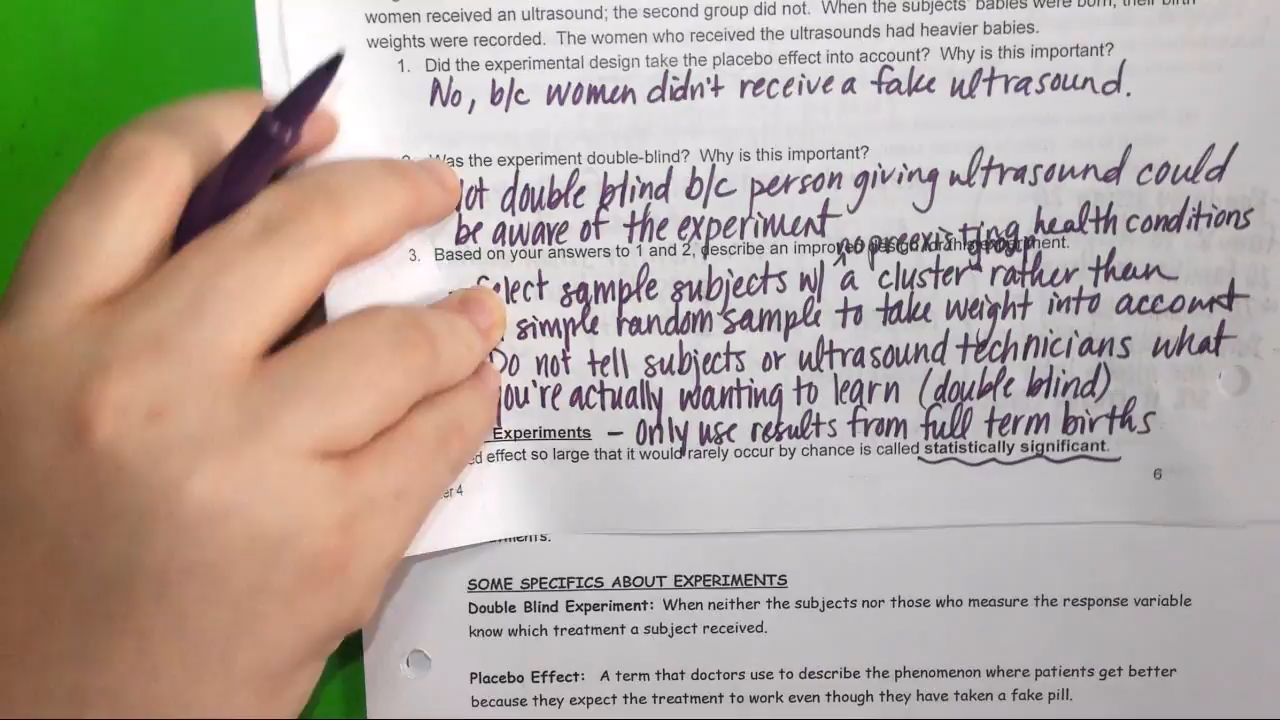 women received an ultrasound; the second group did not. When the subjects' babies were born, their birth
weights were recorded. The women who received the ultrasounds had heavier babies.
1. Did the experimental design take the placebo effect into account? Why is this important?
No, b/c women didn't receive a fake ultrasound.
Was the experiment double-blind? Why is this important?
double blind b/c person giving ultrasound could
be aware of the experiment
no preexisting health conditions
3. Based on your answers to 1 and 2, describe an improved design for this experiment.
select sample subjects w/ a cluster group rather than
simple random sample to take weight into account
Do not tell subjects or ultrasound technicians what
you're actually wanting to learn (double blind)
- Only use results from full term births
Experiments
effect so large that it would rarely occur by chance is called statistically significant.
6
4
SOME SPECIFICS ABOUT EXPERIMENTS
Double Blind Experiment: When neither the subjects nor those who measure the response variable
know which treatment a subject received.
Placebo Effect: A term that doctors use to describe the phenomenon where patients get better
because they expect the treatment to work even though they have taken a fake pill.